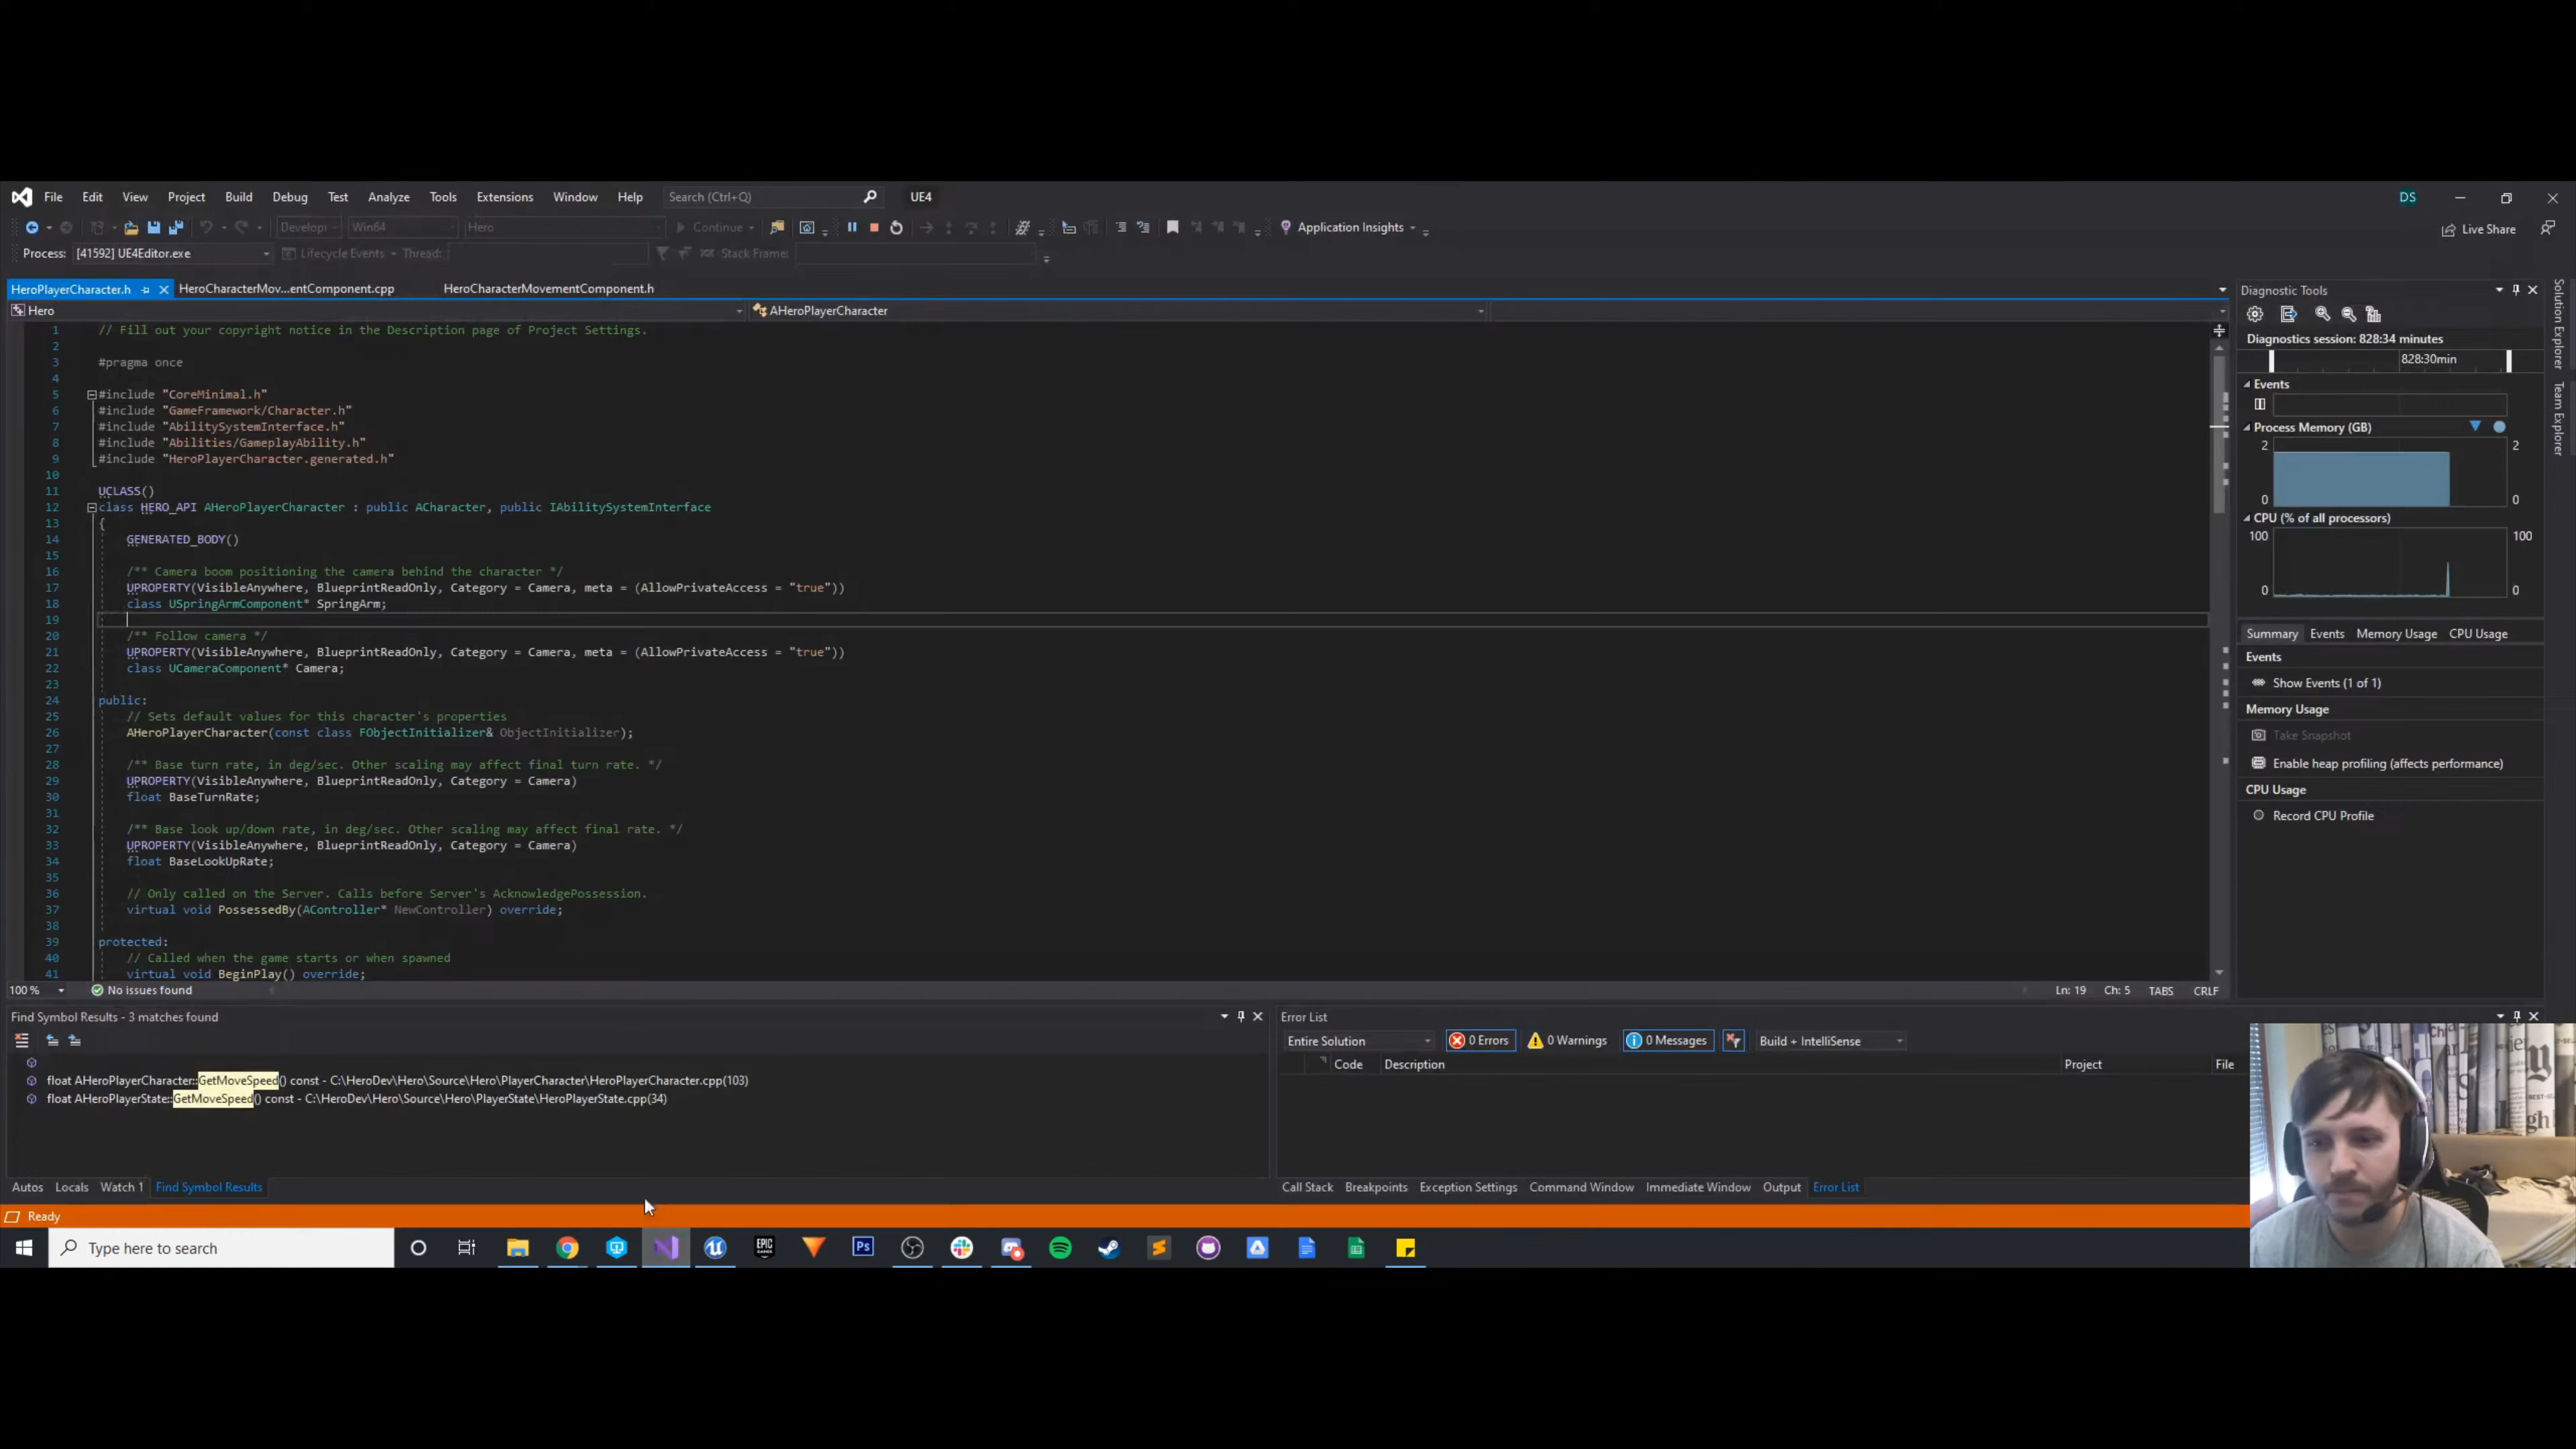 File Edit View Project Build Debug Test Analyze Tools Extensions Window Help Search (Ctrl+Q) UE4 DS
Develop Win64 Hero Continue Application Insights Live Share
Process: [41592] UE4Editor.exe Lifecycle Events Thread: Stack Frame:
HeroPlayerCharacter.h HeroCharacterMov...entComponent.cpp HeroCharacterMovementComponent.h
Hero AHeroPlayerCharacter
1 // Fill out your copyright notice in the Description page of Project Settings.
2
3 #pragma once
4
5 #include "CoreMinimal.h"
6 #include "GameFramework/Character.h"
7 #include "AbilitySystemInterface.h"
8 #include "Abilities/GameplayAbility.h"
9 #include "HeroPlayerCharacter.generated.h"
10
11 UCLASS()
12 class HERO_API AHeroPlayerCharacter : public ACharacter, public IAbilitySystemInterface
13 {
14 GENERATED_BODY()
15
16 /** Camera boom positioning the camera behind the character */
17 UPROPERTY(VisibleAnywhere, BlueprintReadOnly, Category = Camera, meta = (AllowPrivateAccess = "true"))
18 class USpringArmComponent* SpringArm;
19
20 /** Follow camera */
21 UPROPERTY(VisibleAnywhere, BlueprintReadOnly, Category = Camera, meta = (AllowPrivateAccess = "true"))
22 class UCameraComponent* Camera;
23
24 public:
25 // Sets default values for this character's properties
26 AHeroPlayerCharacter(const class FObjectInitializer& ObjectInitializer);
27
28 /** Base turn rate, in deg/sec. Other scaling may affect final turn rate. */
29 UPROPERTY(VisibleAnywhere, BlueprintReadOnly, Category = Camera)
30 float BaseTurnRate;
31
32 /** Base look up/down rate, in deg/sec. Other scaling may affect final rate. */
33 UPROPERTY(VisibleAnywhere, BlueprintReadOnly, Category = Camera)
34 float BaseLookUpRate;
35
36 // Only called on the Server. Calls before Server's AcknowledgePossession.
37 virtual void PossessedBy(AController* NewController) override;
38
39 protected:
40 // Called when the game starts or when spawned
41 virtual void BeginPlay() override;
100 % No issues found Ln: 19 Ch: 5 TABS CRLF
Diagnostic Tools
Diagnostics session: 828:34 minutes
828:30min
Events
Process Memory (GB)
2 2
0 0
CPU (% of all processors)
100 100
0 0
Summary Events Memory Usage CPU Usage
Events
Show Events (1 of 1)
Memory Usage
Take Snapshot
Enable heap profiling (affects performance)
CPU Usage
Record CPU Profile
Solution Explorer
Team Explorer
Find Symbol Results - 3 matches found
float AHeroPlayerCharacter::GetMoveSpeed() const - C:\HeroDev\Hero\Source\Hero\PlayerCharacter\HeroPlayerCharacter.cpp(103)
float AHeroPlayerState::GetMoveSpeed() const - C:\HeroDev\Hero\Source\Hero\PlayerState\HeroPlayerState.cpp(34)
Autos Locals Watch 1 Find Symbol Results
Error List
Entire Solution 0 Errors 0 Warnings 0 Messages Build + IntelliSense
Code Description Project File
Call Stack Breakpoints Exception Settings Command Window Immediate Window Output Error List
Ready
Type here to search
EPIC GAMES
Ps